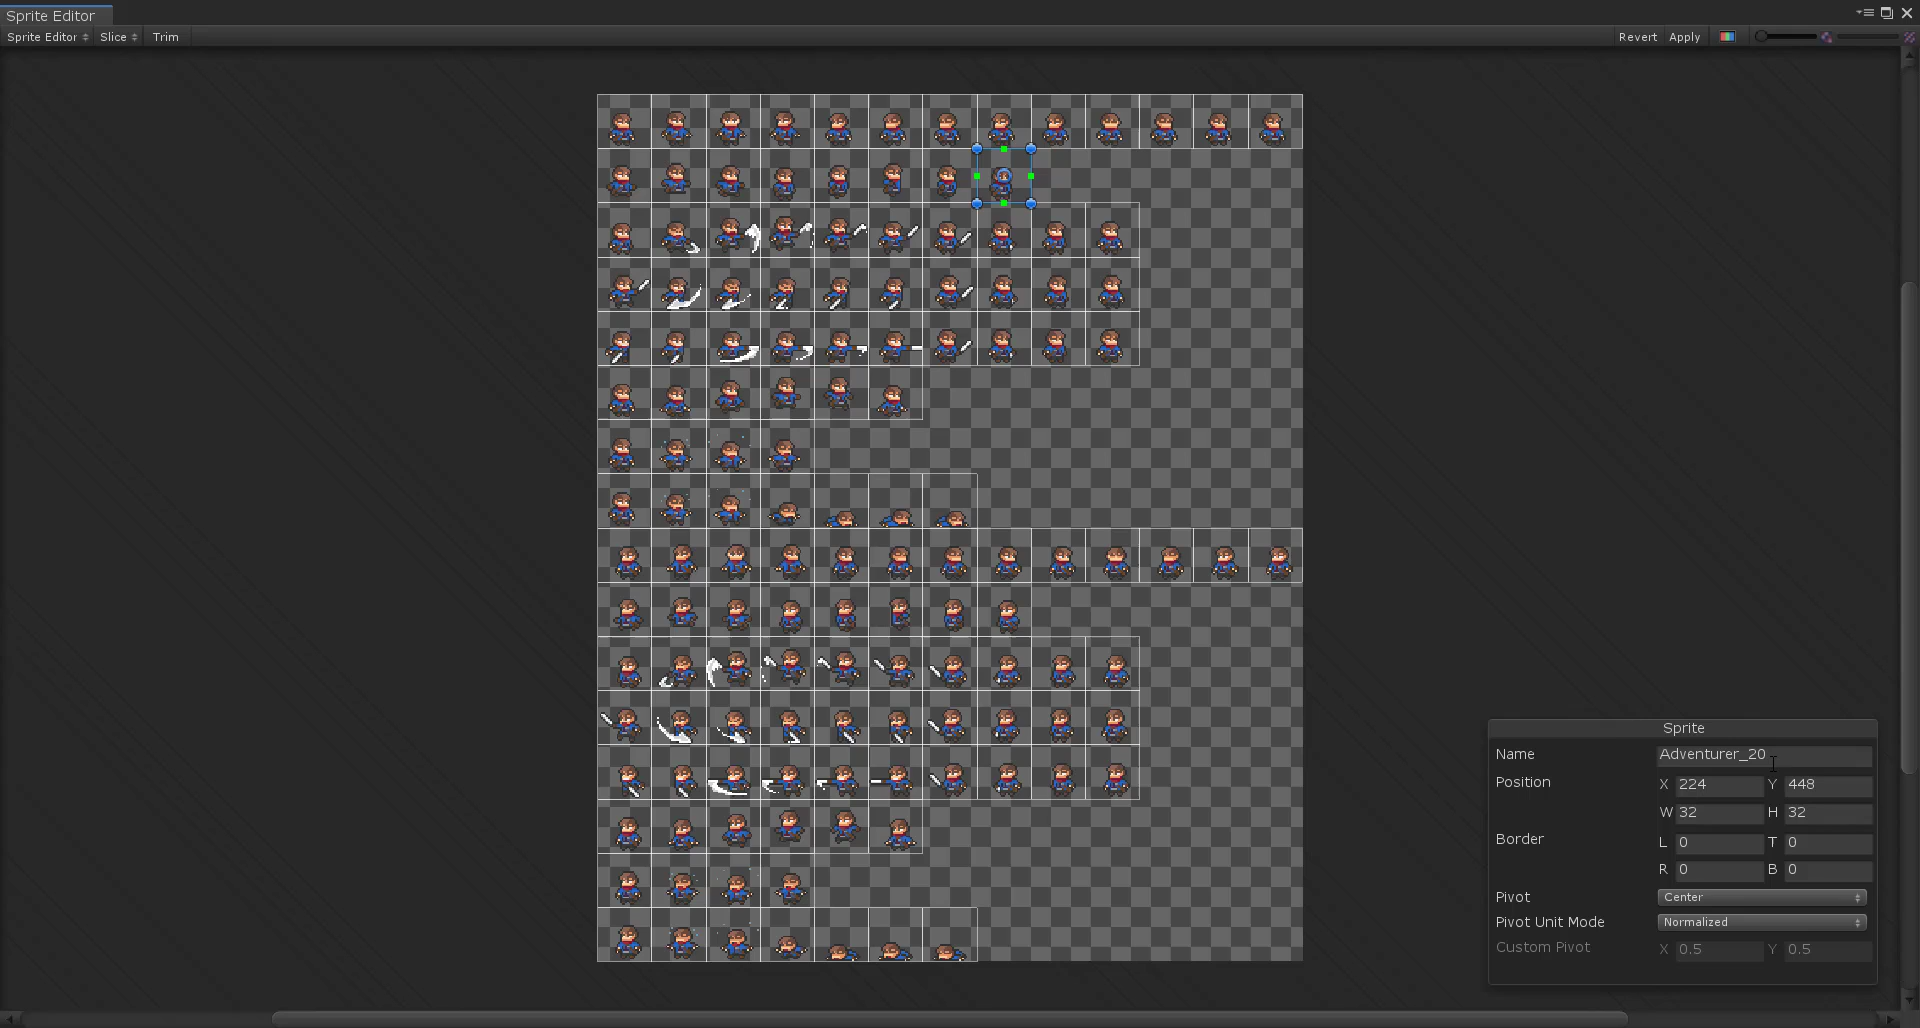 Sprite Editor
Sprite Editor Slice Trim Revert Apply
Sprite
Name Adventurer_20
Position X 224 Y 448
W 32 H 32
Border L 0 T 0
R 0 B 0
Pivot Center
Pivot Unit Mode Normalized
Custom Pivot X 0.5 Y 0.5